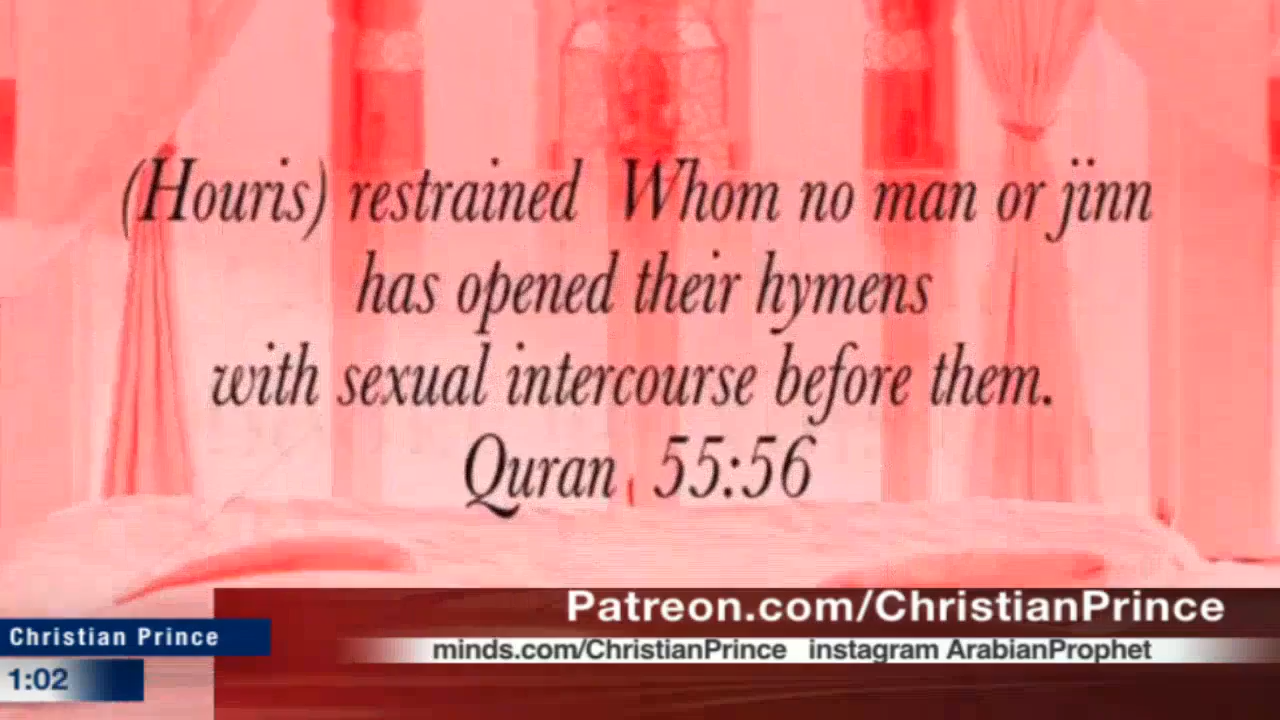 (Houris) restrained Whom no man or jinn
has opened their hymens
with sexual intercourse before them.
Quran 55:56
Patreon.com/ChristianPrince
Christian Prince
minds.com/ChristianPrince instagram ArabianProphet
1:02